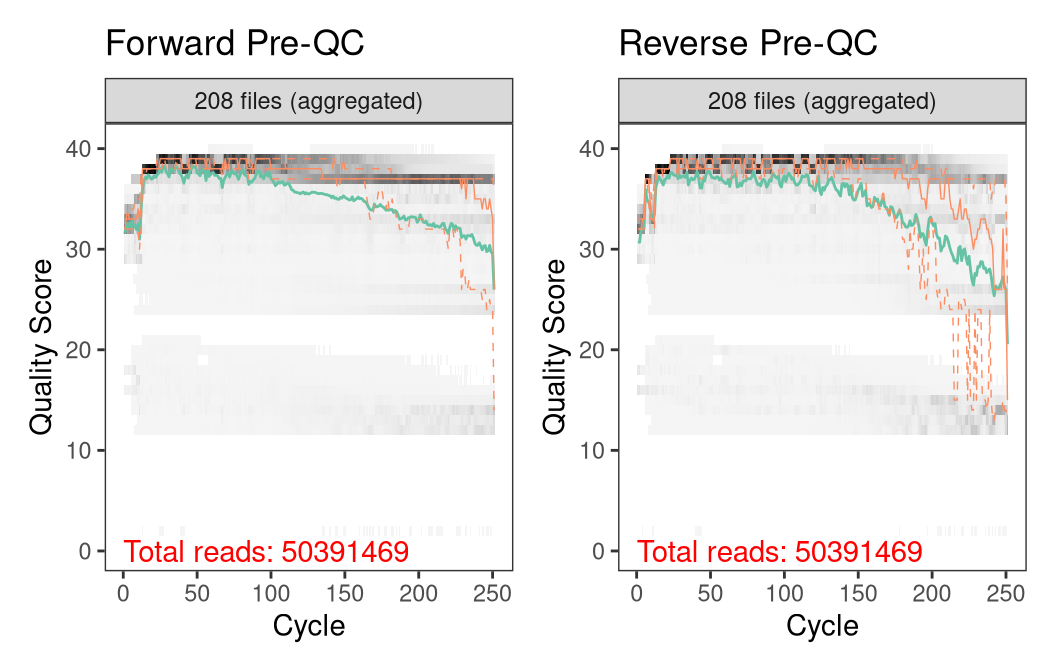 Forward Pre-QC
208 files (aggregated)
Quality Score
40
30
20
10
0
Total reads: 50391469
0 50 100 150 200 250
Cycle
Reverse Pre-QC
208 files (aggregated)
Quality Score
40
30
20
10
0
Total reads: 50391469
0 50 100 150 200 250
Cycle